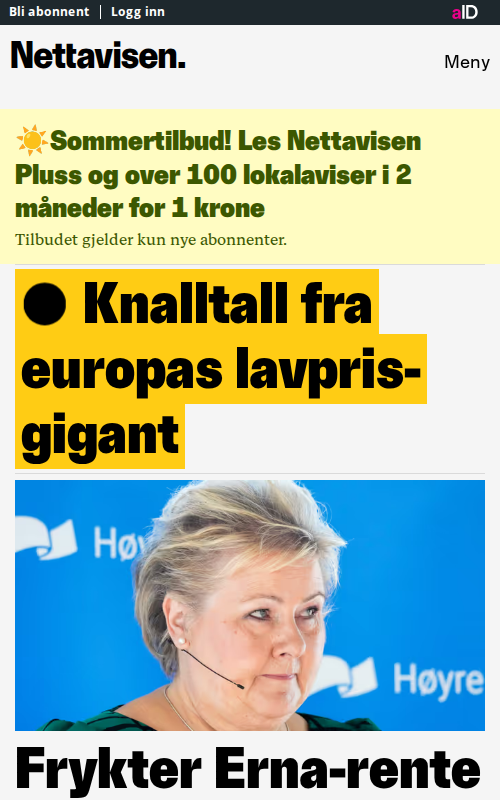 Bli abonnent
Logg inn
aID
Nettavisen.
Meny
☀️Sommertilbud! Les Nettavisen
Pluss og over 100 lokalaviser i 2
måneder for 1 krone
Tilbudet gjelder kun nye abonnenter.
● Knalltall fra
europas lavpris-
gigant
Høy
Høyre
Frykter Erna-rente